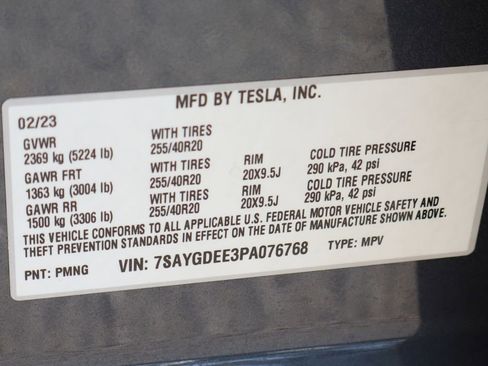 MFD BY TESLA, INC.
02/23
GVWR WITH TIRES
2369 kg (5224 lb) 255/40R20
GAWR FRT WITH TIRES RIM COLD TIRE PRESSURE
1363 kg (3004 lb) 255/40R20 20X9.5J 290 kPa, 42 psi
GAWR RR WITH TIRES RIM COLD TIRE PRESSURE
1500 kg (3306 lb) 255/40R20 20X9.5J 290 kPa, 42 psi
THIS VEHICLE CONFORMS TO ALL APPLICABLE U.S. FEDERAL MOTOR VEHICLE SAFETY AND
THEFT PREVENTION STANDARDS IN EFFECT ON THE DATE OF MANUFACTURE SHOWN ABOVE.
PNT: PMNG VIN: 7SAYGDEE3PA076768 TYPE: MPV